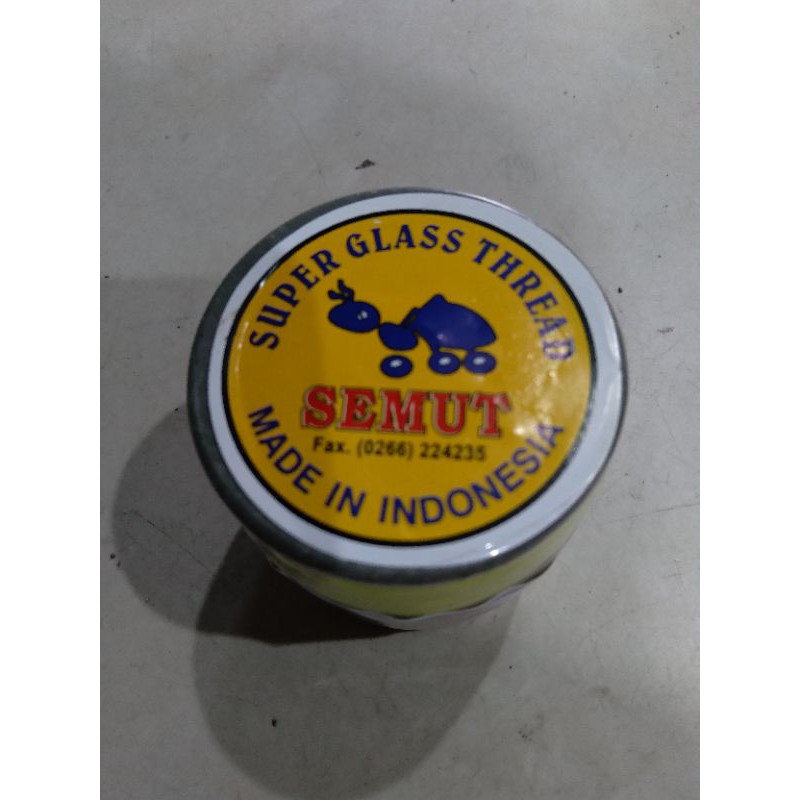 SUPER GLASS THREAD
SEMUT
Fax. (0266) 224235
MADE IN INDONESIA